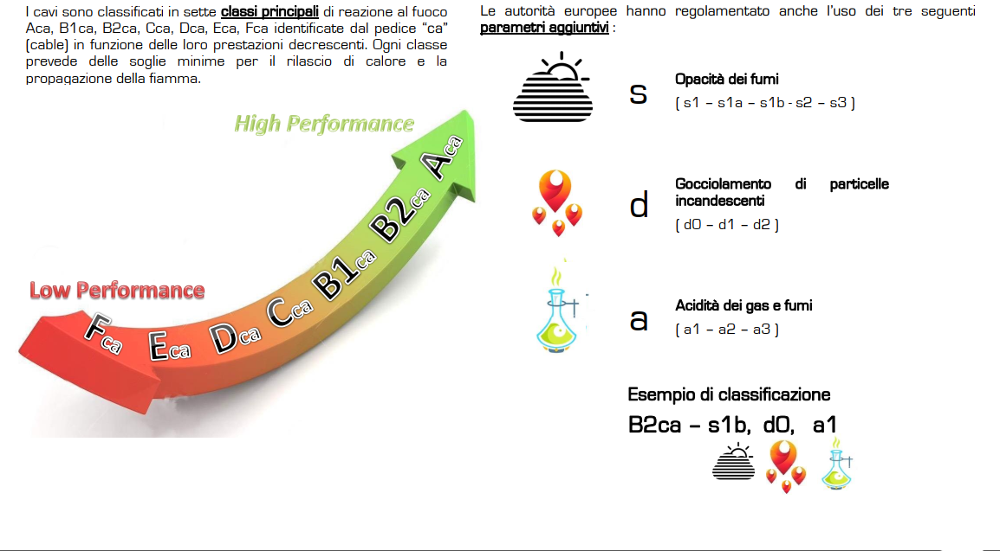 I cavi sono classificati in sette classi principali di reazione al fuoco
Aca, B1ca, B2ca, Cca, Dca, Eca, Fca identificate dal pedice “ca”
(cable) in funzione delle loro prestazioni decrescenti. Ogni classe
prevede delle soglie minime per il rilascio di calore e la
propagazione della fiamma.
High Performance
Low Performance
Fca
Eca
Dca
Cca
B1ca
B2ca
Aca
Le autorità europee hanno regolamentato anche l'uso dei tre seguenti
parametri aggiuntivi :
s
Opacità dei fumi
( s1 – s1a – s1b - s2 – s3 )
d
Gocciolamento di particelle
incandescenti
( d0 – d1 – d2 )
a
Acidità dei gas e fumi
( a1 – a2 – a3 )
Esempio di classificazione
B2ca – s1b, d0, a1